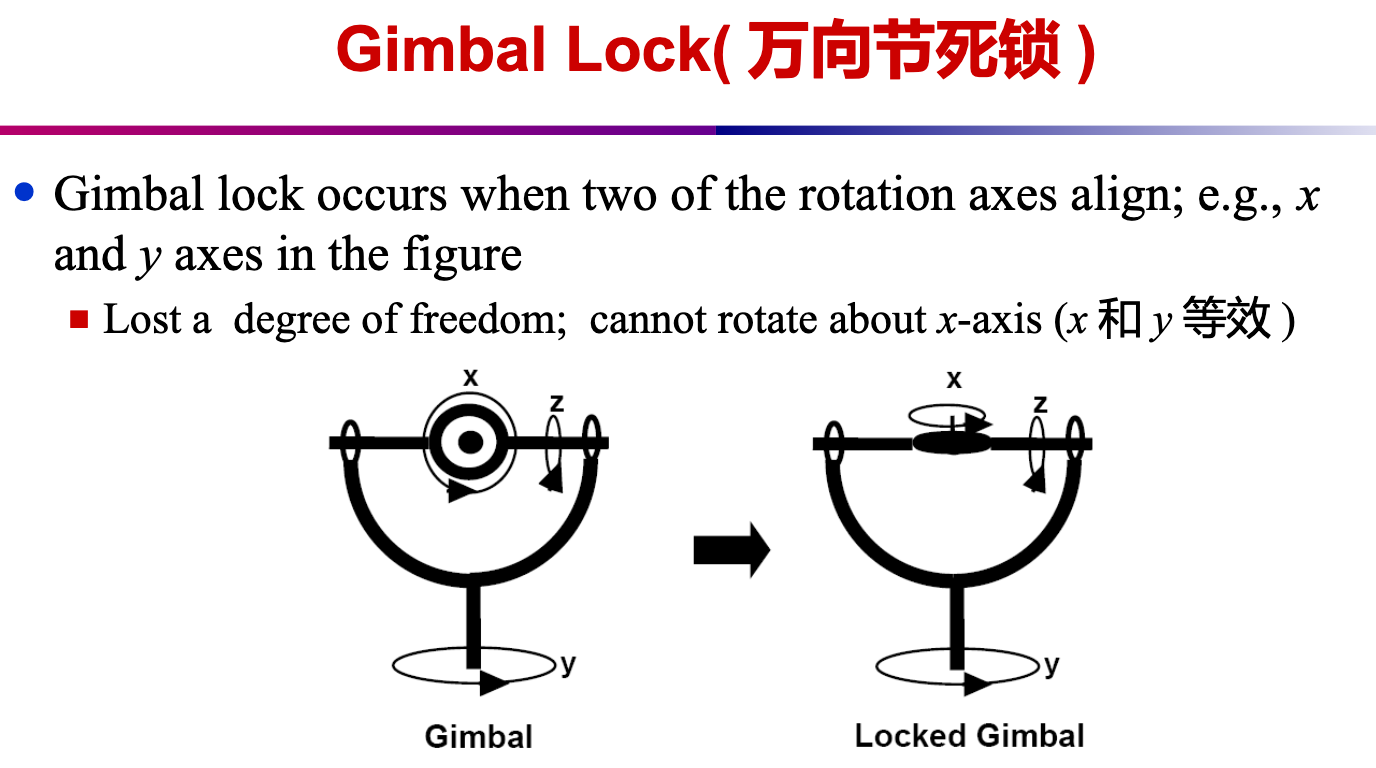 Gimbal Lock( 万向节死锁 )
Gimbal lock occurs when two of the rotation axes align; e.g., x
and y axes in the figure
Lost a degree of freedom; cannot rotate about x-axis (x 和 y 等效 )
x
z
y
Gimbal
x
z
y
Locked Gimbal